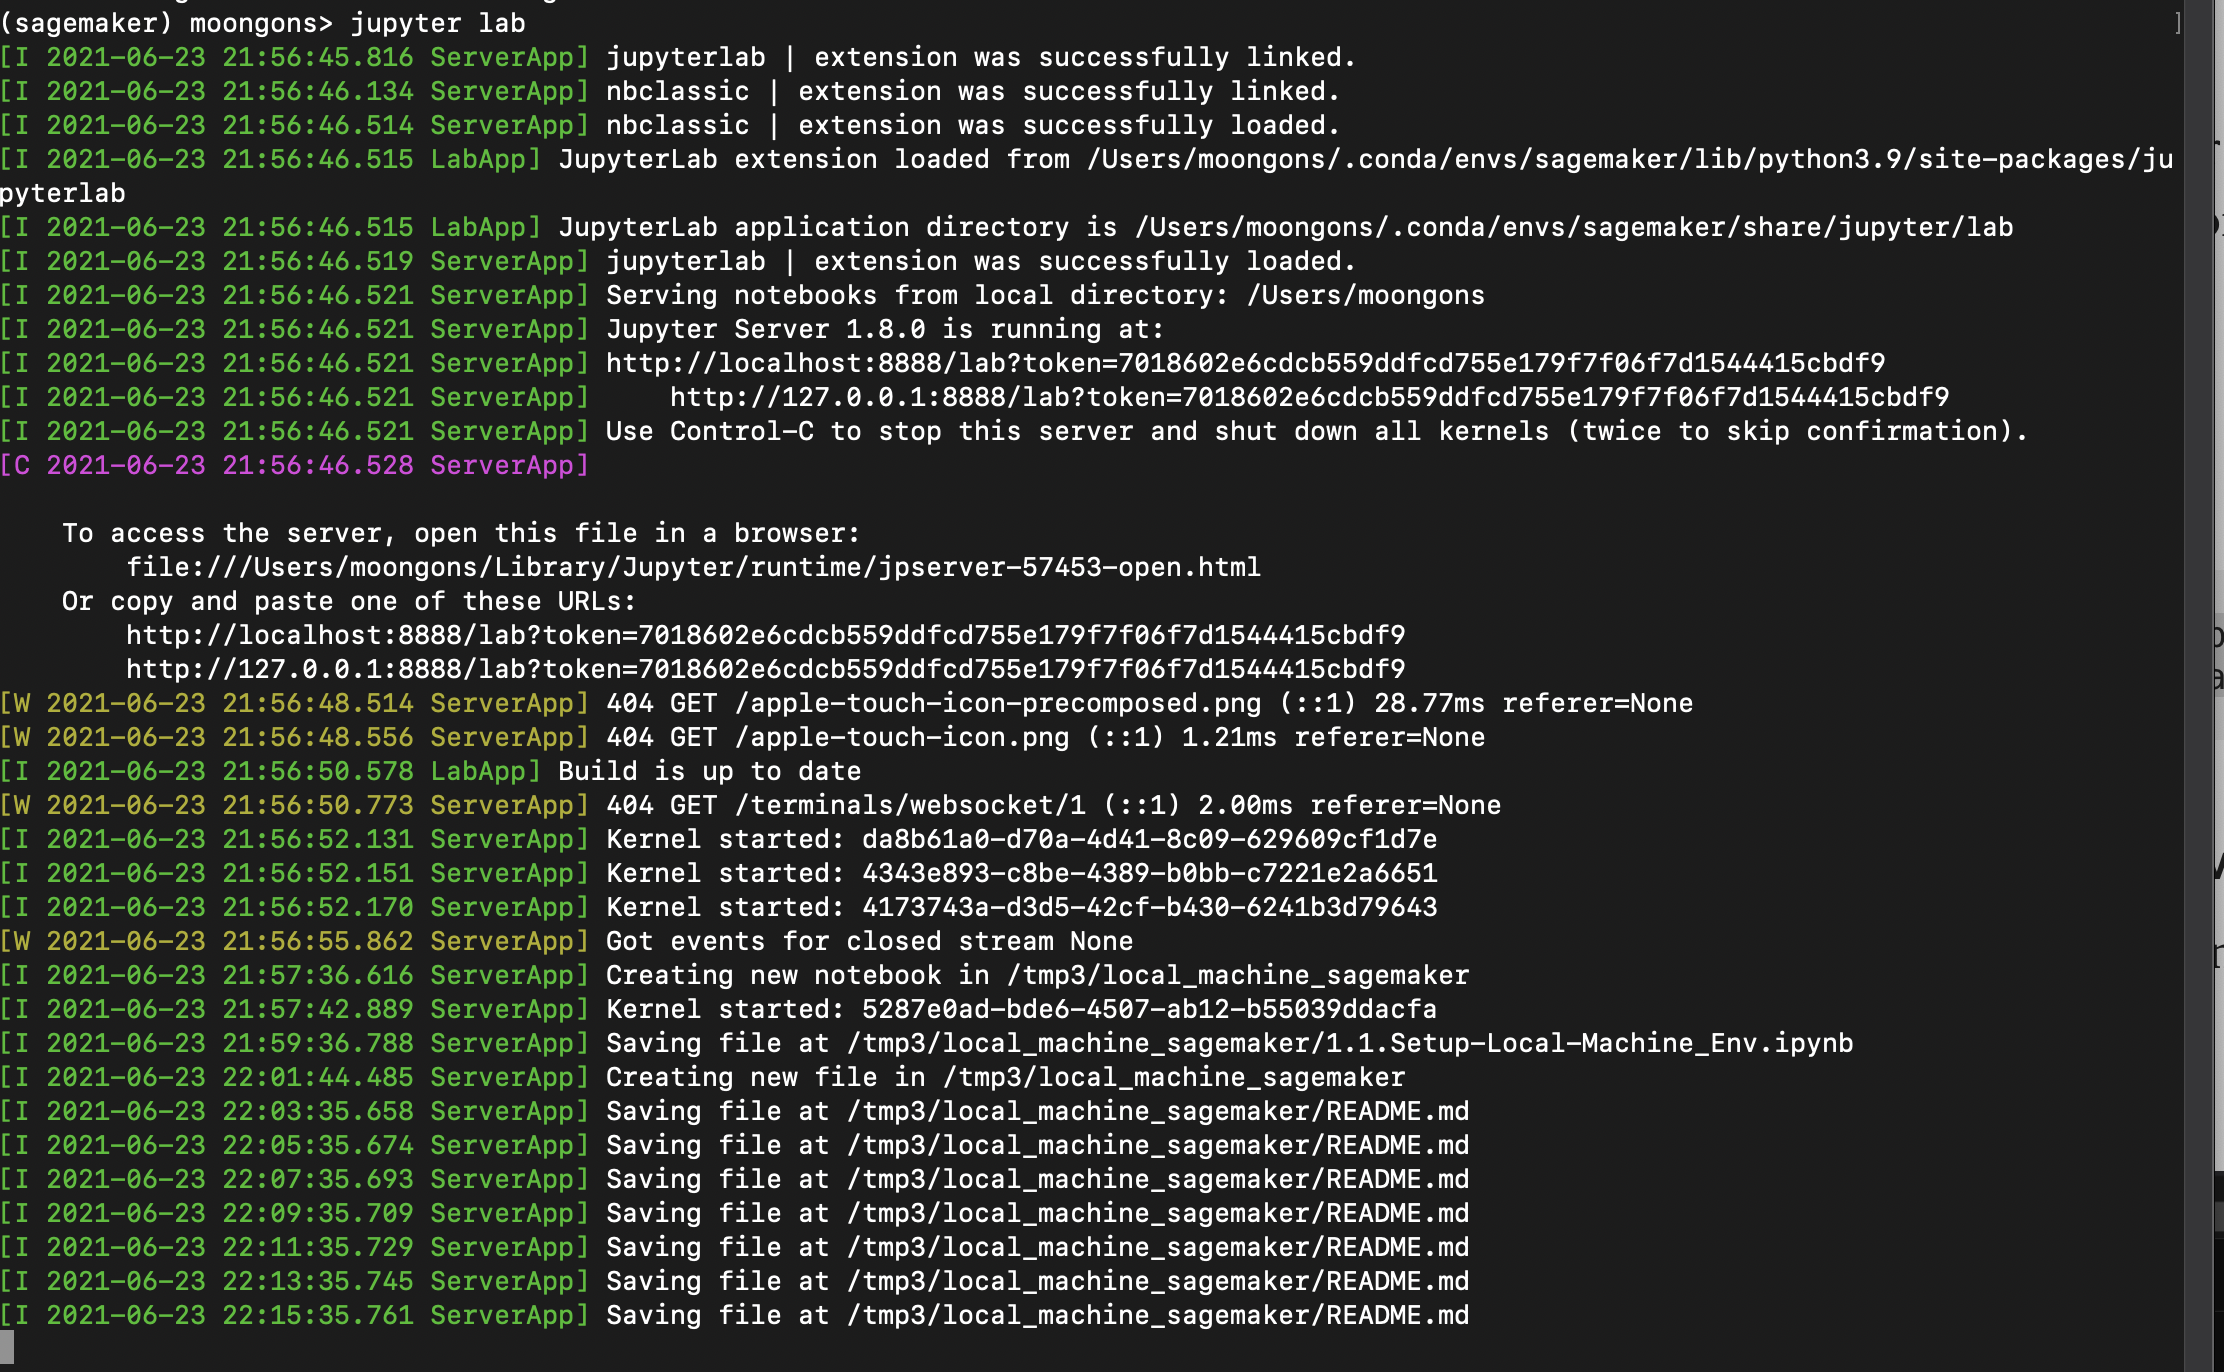 (sagemaker) moongons> jupyter lab ]
[I 2021-06-23 21:56:45.816 ServerApp] jupyterlab | extension was successfully linked.
[I 2021-06-23 21:56:46.134 ServerApp] nbclassic | extension was successfully linked.
[I 2021-06-23 21:56:46.514 ServerApp] nbclassic | extension was successfully loaded.
[I 2021-06-23 21:56:46.515 LabApp] JupyterLab extension loaded from /Users/moongons/.conda/envs/sagemaker/lib/python3.9/site-packages/ju
pyterlab
[I 2021-06-23 21:56:46.515 LabApp] JupyterLab application directory is /Users/moongons/.conda/envs/sagemaker/share/jupyter/lab
[I 2021-06-23 21:56:46.519 ServerApp] jupyterlab | extension was successfully loaded.
[I 2021-06-23 21:56:46.521 ServerApp] Serving notebooks from local directory: /Users/moongons
[I 2021-06-23 21:56:46.521 ServerApp] Jupyter Server 1.8.0 is running at:
[I 2021-06-23 21:56:46.521 ServerApp] http://localhost:8888/lab?token=7018602e6cdcb559ddfcd755e179f7f06f7d1544415cbdf9
[I 2021-06-23 21:56:46.521 ServerApp]     http://127.0.0.1:8888/lab?token=7018602e6cdcb559ddfcd755e179f7f06f7d1544415cbdf9
[I 2021-06-23 21:56:46.521 ServerApp] Use Control-C to stop this server and shut down all kernels (twice to skip confirmation).
[C 2021-06-23 21:56:46.528 ServerApp]
    To access the server, open this file in a browser:
        file:///Users/moongons/Library/Jupyter/runtime/jpserver-57453-open.html
    Or copy and paste one of these URLs:
        http://localhost:8888/lab?token=7018602e6cdcb559ddfcd755e179f7f06f7d1544415cbdf9
        http://127.0.0.1:8888/lab?token=7018602e6cdcb559ddfcd755e179f7f06f7d1544415cbdf9
[W 2021-06-23 21:56:48.514 ServerApp] 404 GET /apple-touch-icon-precomposed.png (::1) 28.77ms referer=None
[W 2021-06-23 21:56:48.556 ServerApp] 404 GET /apple-touch-icon.png (::1) 1.21ms referer=None
[I 2021-06-23 21:56:50.578 LabApp] Build is up to date
[W 2021-06-23 21:56:50.773 ServerApp] 404 GET /terminals/websocket/1 (::1) 2.00ms referer=None
[I 2021-06-23 21:56:52.131 ServerApp] Kernel started: da8b61a0-d70a-4d41-8c09-629609cf1d7e
[I 2021-06-23 21:56:52.151 ServerApp] Kernel started: 4343e893-c8be-4389-b0bb-c7221e2a6651
[I 2021-06-23 21:56:52.170 ServerApp] Kernel started: 4173743a-d3d5-42cf-b430-6241b3d79643
[W 2021-06-23 21:56:55.862 ServerApp] Got events for closed stream None
[I 2021-06-23 21:57:36.616 ServerApp] Creating new notebook in /tmp3/local_machine_sagemaker
[I 2021-06-23 21:57:42.889 ServerApp] Kernel started: 5287e0ad-bde6-4507-ab12-b55039ddacfa
[I 2021-06-23 21:59:36.788 ServerApp] Saving file at /tmp3/local_machine_sagemaker/1.1.Setup-Local-Machine_Env.ipynb
[I 2021-06-23 22:01:44.485 ServerApp] Creating new file in /tmp3/local_machine_sagemaker
[I 2021-06-23 22:03:35.658 ServerApp] Saving file at /tmp3/local_machine_sagemaker/README.md
[I 2021-06-23 22:05:35.674 ServerApp] Saving file at /tmp3/local_machine_sagemaker/README.md
[I 2021-06-23 22:07:35.693 ServerApp] Saving file at /tmp3/local_machine_sagemaker/README.md
[I 2021-06-23 22:09:35.709 ServerApp] Saving file at /tmp3/local_machine_sagemaker/README.md
[I 2021-06-23 22:11:35.729 ServerApp] Saving file at /tmp3/local_machine_sagemaker/README.md
[I 2021-06-23 22:13:35.745 ServerApp] Saving file at /tmp3/local_machine_sagemaker/README.md
[I 2021-06-23 22:15:35.761 ServerApp] Saving file at /tmp3/local_machine_sagemaker/README.md